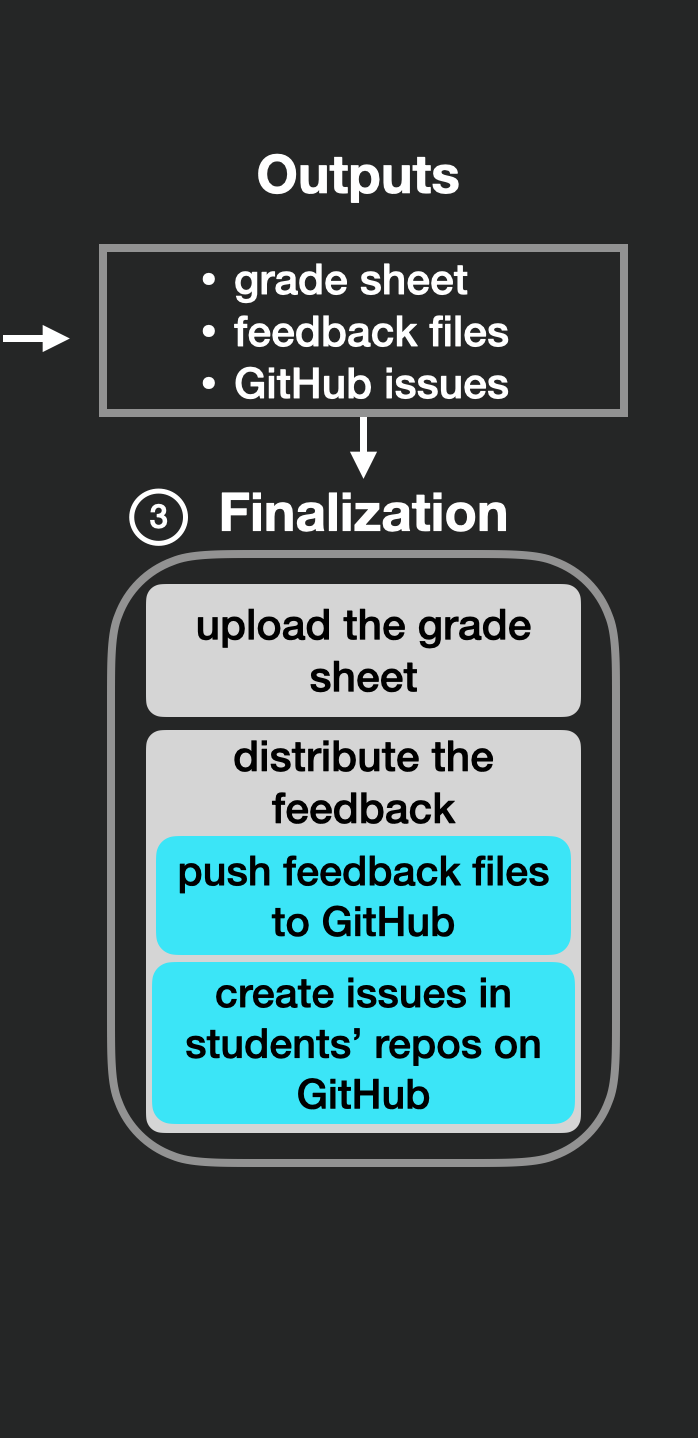 Outputs
• grade sheet
• feedback files
• GitHub issues
3 Finalization
upload the grade
sheet
distribute the
feedback
push feedback files
to GitHub
create issues in
students’ repos on
GitHub